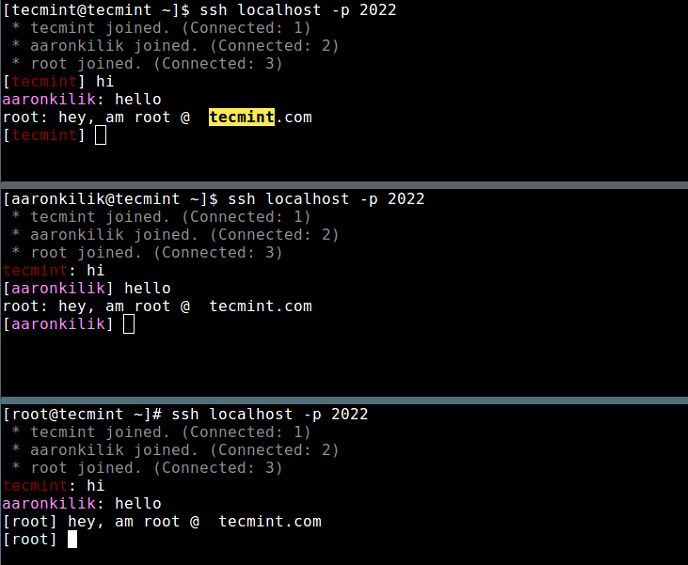 [tecmint@tecmint ~]$ ssh localhost -p 2022
 * tecmint joined. (Connected: 1)
 * aaronkilik joined. (Connected: 2)
 * root joined. (Connected: 3)
[tecmint] hi
aaronkilik: hello
root: hey, am root @  tecmint.com
[tecmint]
[aaronkilik@tecmint ~]$ ssh localhost -p 2022
 * tecmint joined. (Connected: 1)
 * aaronkilik joined. (Connected: 2)
 * root joined. (Connected: 3)
tecmint: hi
[aaronkilik] hello
root: hey, am root @  tecmint.com
[aaronkilik]
[root@tecmint ~]# ssh localhost -p 2022
 * tecmint joined. (Connected: 1)
 * aaronkilik joined. (Connected: 2)
 * root joined. (Connected: 3)
tecmint: hi
aaronkilik: hello
[root] hey, am root @  tecmint.com
[root]